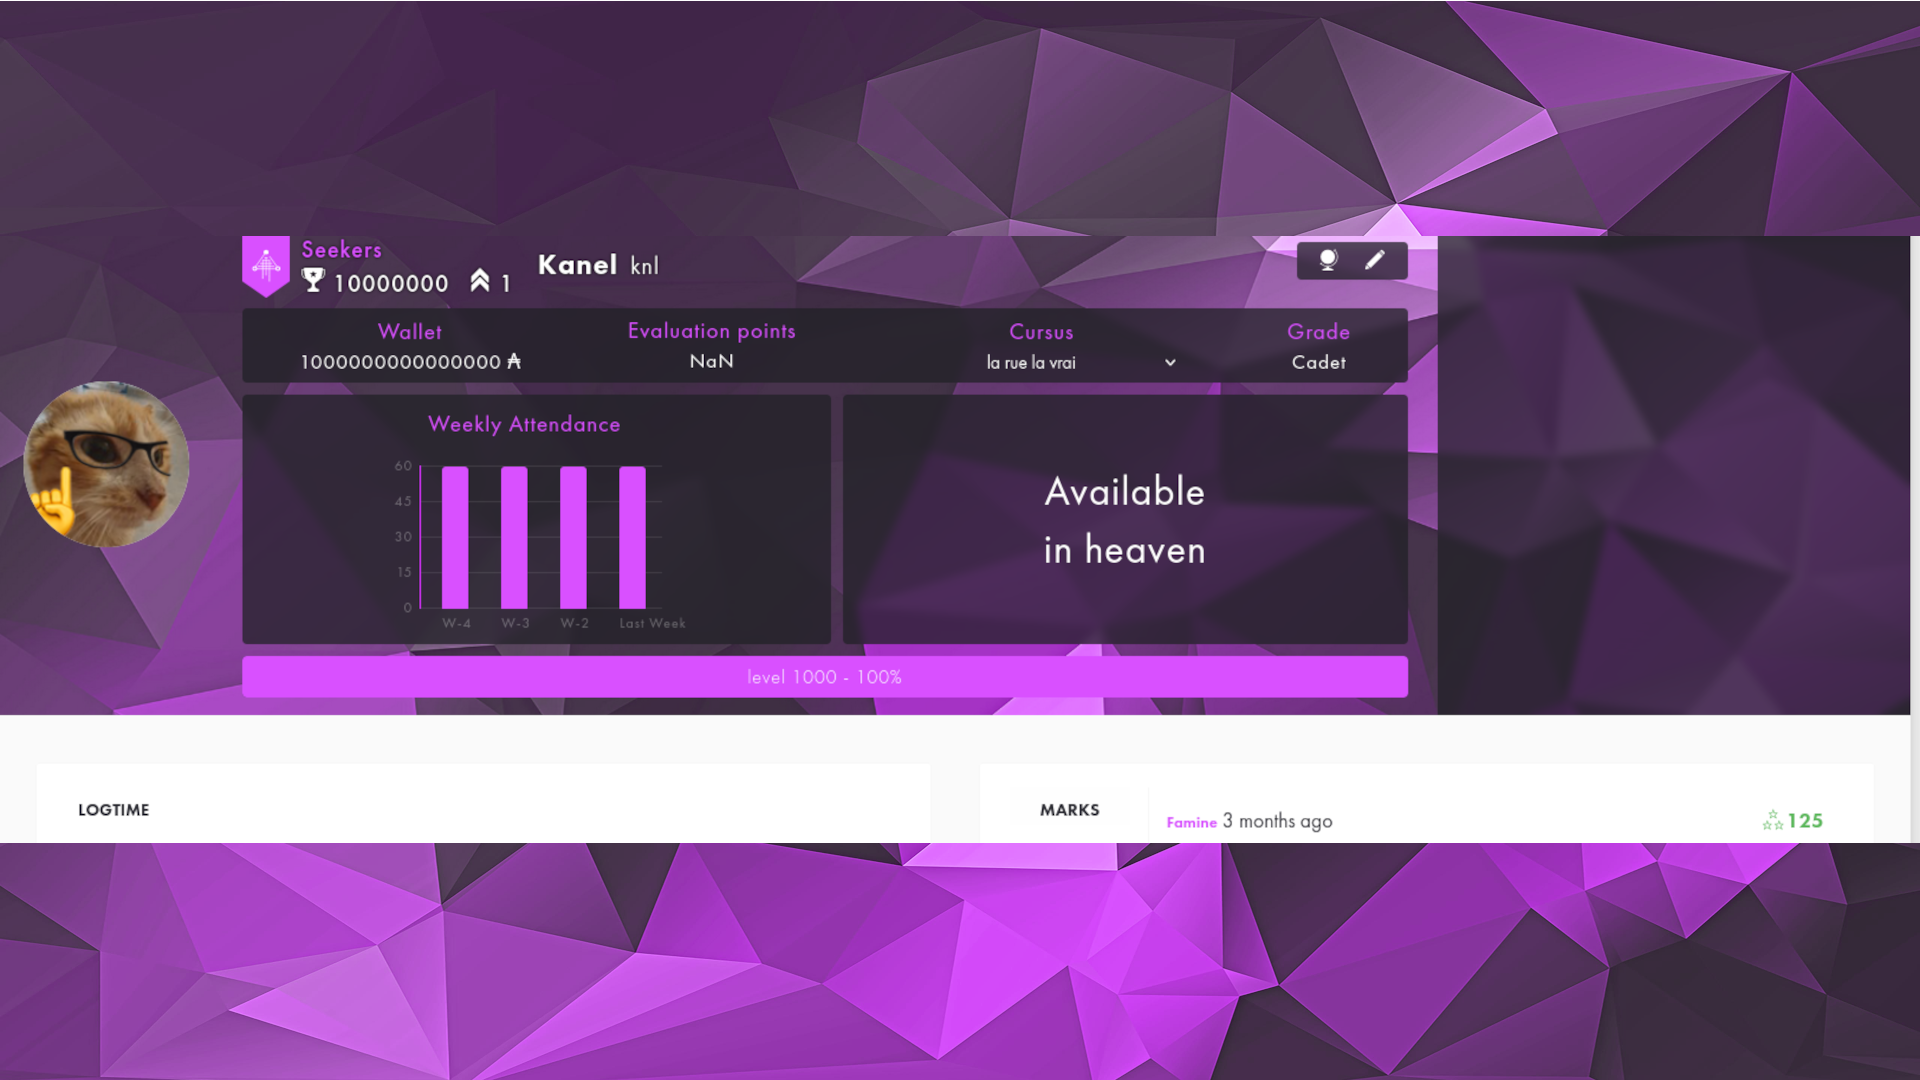 Seekers
10000000 1
Kanel knl
Wallet
1000000000000000 ₳
Evaluation points
NaN
Cursus
la rue la vrai
Grade
Cadet
Weekly Attendance
60
45
30
15
0
W-4 W-3 W-2 Last Week
Available
in heaven
level 1000 - 100%
LOGTIME
MARKS
Famine 3 months ago 125